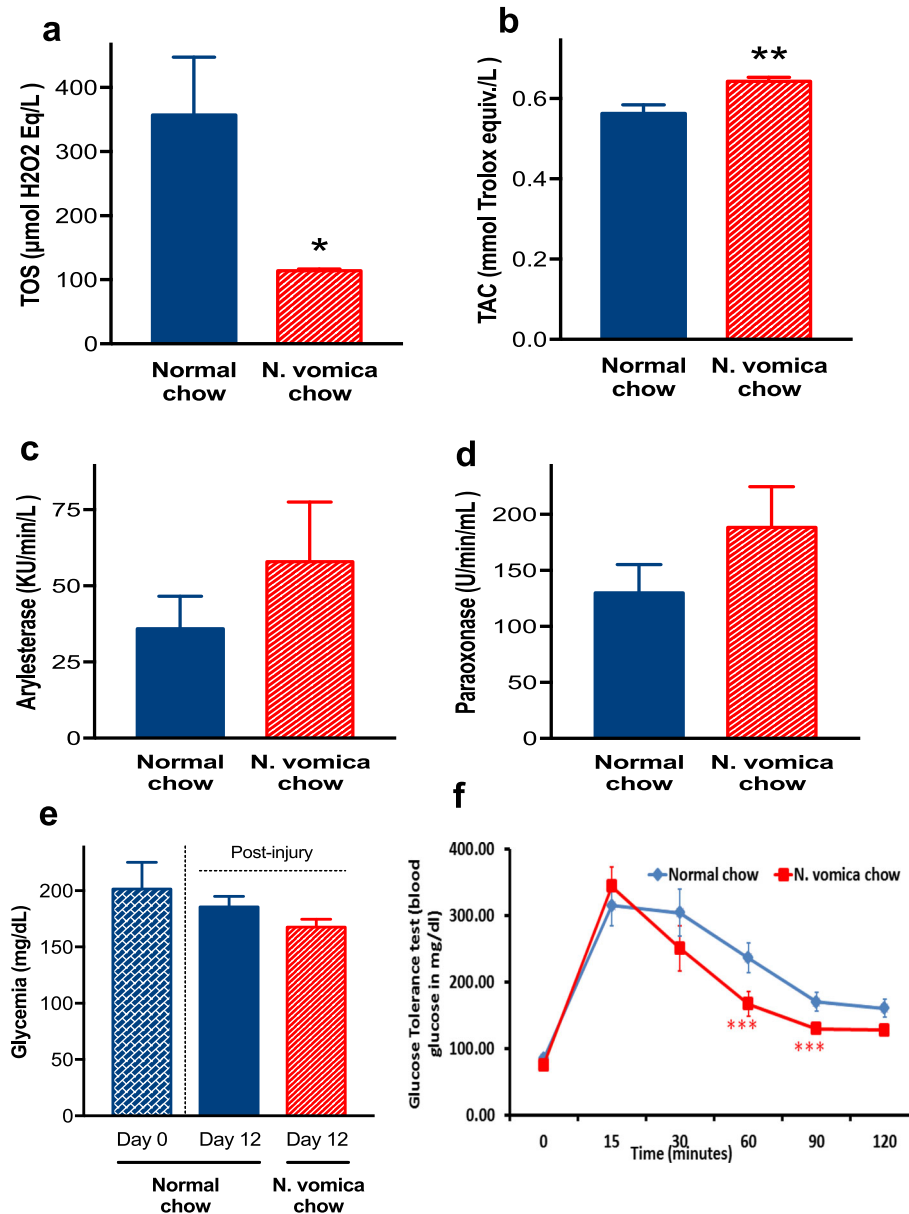 a
TOS (µmol H2O2 Eq/L )
400
300
200
100
0
*
Normal
chow
N. vomica
chow
b
TAC ( mmol Trolox equiv./L )
0.6
0.4
0.2
0.0
**
Normal
chow
N. vomica
chow
c
Arylesterase (KU/min/L )
75
50
25
0
Normal
chow
N. vomica
chow
d
Paraoxonase (U/min/mL )
200
150
100
50
0
Normal
chow
N. vomica
chow
e
Glycemia (mg/dL)
200
150
100
50
0
Post-injury
Day 0
Day 12
Day 12
Normal
chow
N. vomica
chow
f
Glucose Tolerance test (blood
glucose in mg/dl)
400.00
300.00
200.00
100.00
0.00
Normal chow
N. vomica chow
***
***
0
15
30
60
90
120
Time (minutes)